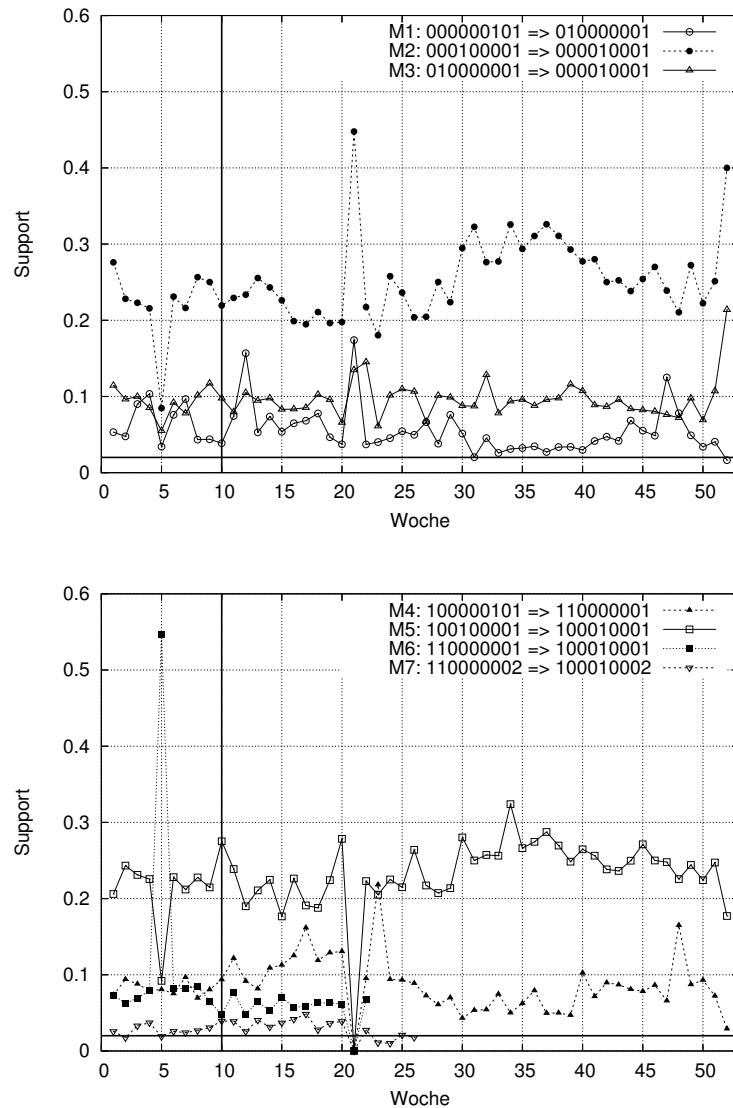 0.6
0.5
0.4
0.3
0.2
0.1
0
Support
M1: 000000101 => 010000001
M2: 000100001 => 000010001
M3: 010000001 => 000010001
0 5 10 15 20 25 30 35 40 45 50
Woche
0.6
0.5
0.4
0.3
0.2
0.1
0
Support
M4: 100000101 => 110000001
M5: 100100001 => 100010001
M6: 110000001 => 100010001
M7: 110000002 => 100010002
0 5 10 15 20 25 30 35 40 45 50
Woche